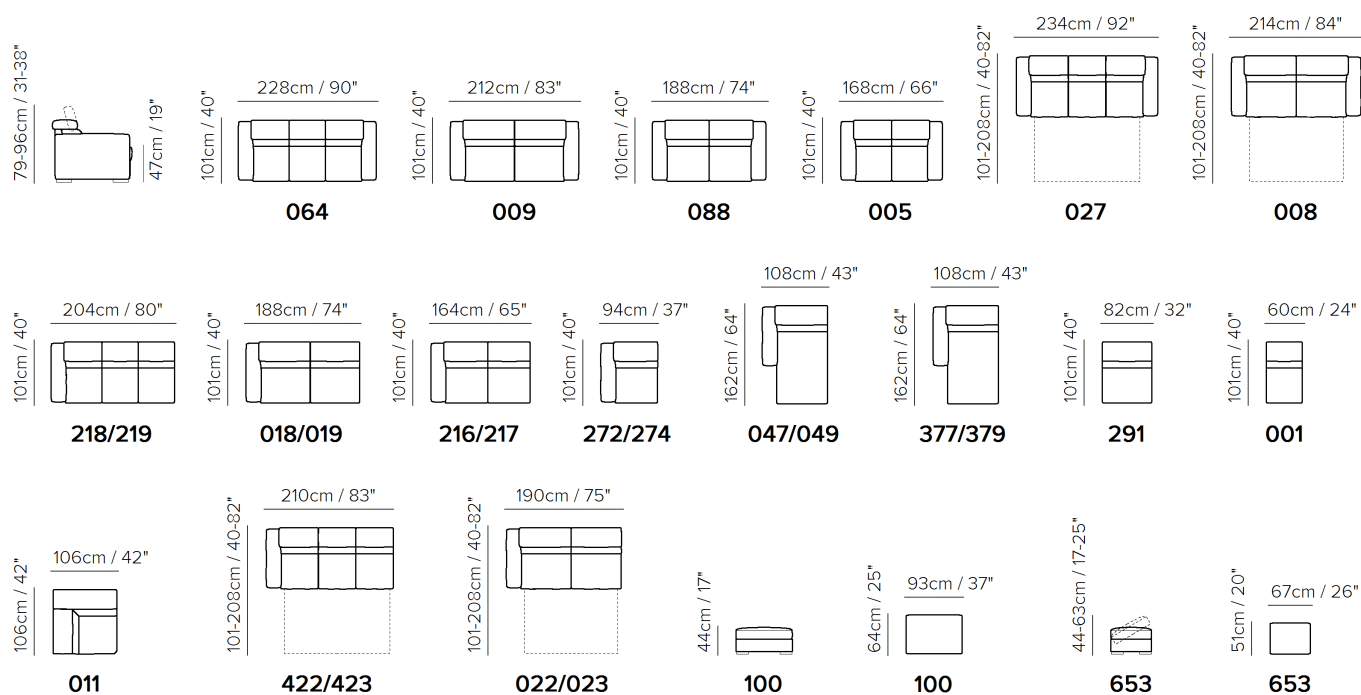 79-96cm / 31-38"
47cm / 19"
228cm / 90"
101cm / 40"
064
212cm / 83"
101cm / 40"
009
188cm / 74"
101cm / 40"
088
168cm / 66"
101cm / 40"
005
234cm / 92"
101-208cm / 40-82"
027
214cm / 84"
101-208cm / 40-82"
008
204cm / 80"
101cm / 40"
218/219
188cm / 74"
101cm / 40"
018/019
164cm / 65"
101cm / 40"
216/217
94cm / 37"
101cm / 40"
272/274
108cm / 43"
162cm / 64"
047/049
108cm / 43"
162cm / 64"
377/379
82cm / 32"
101cm / 40"
291
60cm / 24"
101cm / 40"
001
106cm / 42"
106cm / 42"
011
210cm / 83"
101-208cm / 40-82"
422/423
190cm / 75"
101-208cm / 40-82"
022/023
44cm / 17"
100
93cm / 37"
64cm / 25"
100
44-63cm / 17-25"
653
67cm / 26"
51cm / 20"
653